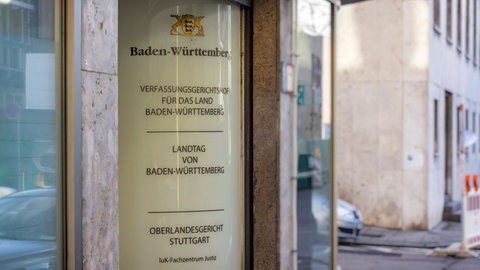 Baden-Württemberg
VERFASSUNGSGERICHTSHOF
FÜR DAS LAND
BADEN-WÜRTTEMBERG
LANDTAG
VON
BADEN-WÜRTTEMBERG
OBERLANDESGERICHT
STUTTGART
IuK-Fachzentrum Justiz